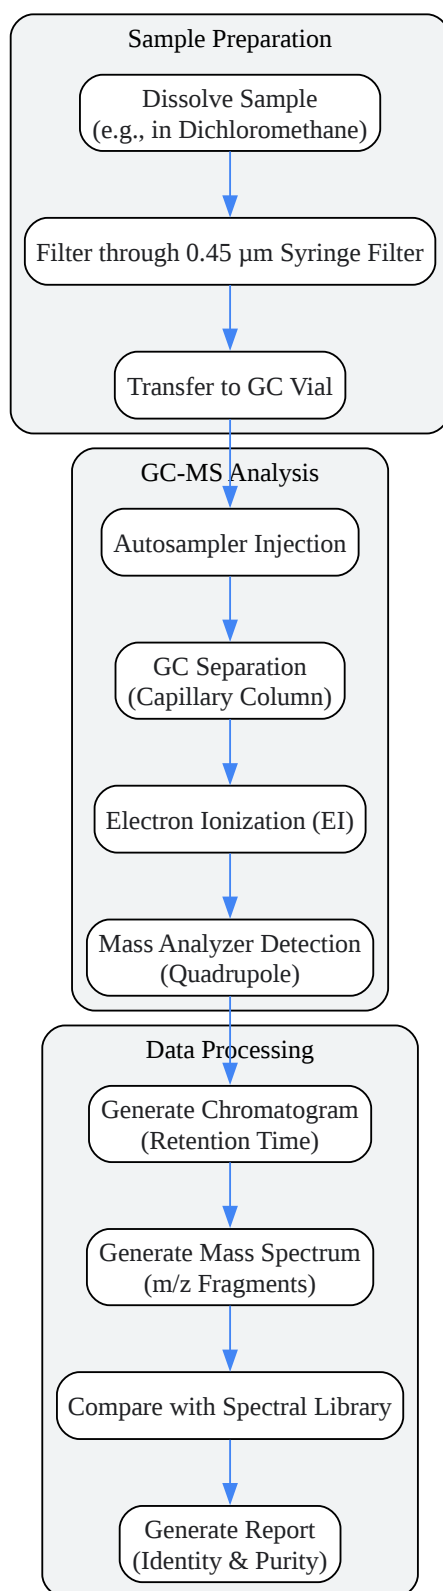 Sample Preparation
Dissolve Sample
(e.g., in Dichloromethane)
Filter through 0.45 µm Syringe Filter
Transfer to GC Vial
GC-MS Analysis
Autosampler Injection
GC Separation
(Capillary Column)
Electron Ionization (EI)
Mass Analyzer Detection
(Quadrupole)
Data Processing
Generate Chromatogram
(Retention Time)
Generate Mass Spectrum
(m/z Fragments)
Compare with Spectral Library
Generate Report
(Identity & Purity)